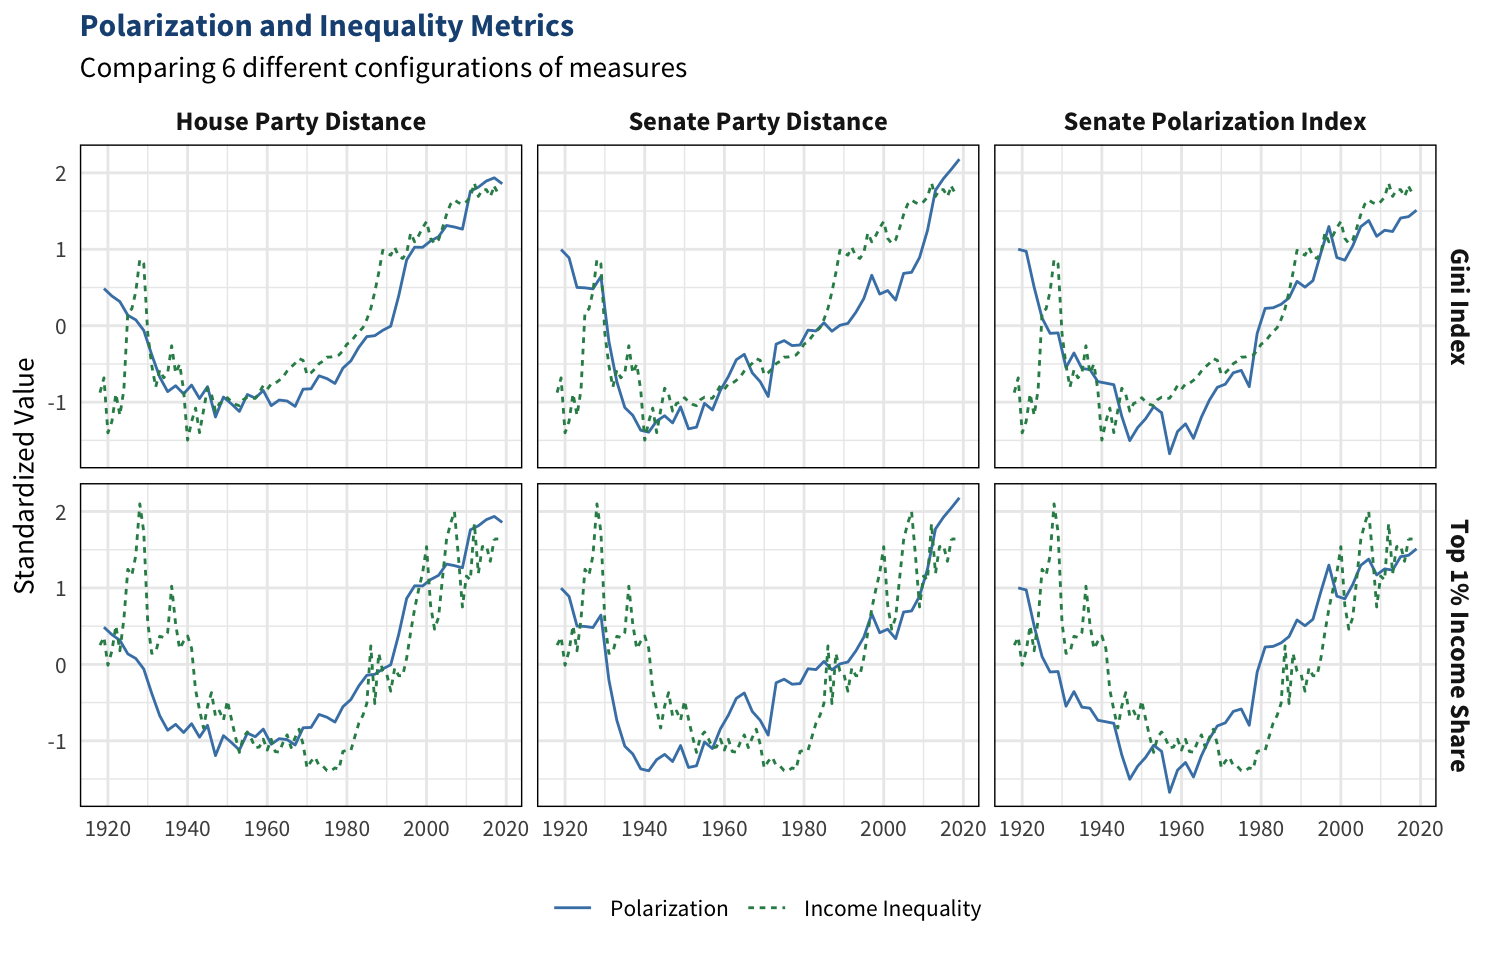 Polarization and Inequality Metrics
Comparing 6 different configurations of measures
House Party Distance
Senate Party Distance
Senate Polarization Index
Standardized Value
2
1
0
-1
Gini Index
2
1
0
-1
Top 1% Income Share
1920 1940 1960 1980 2000 2020
1920 1940 1960 1980 2000 2020
1920 1940 1960 1980 2000 2020
Polarization
Income Inequality